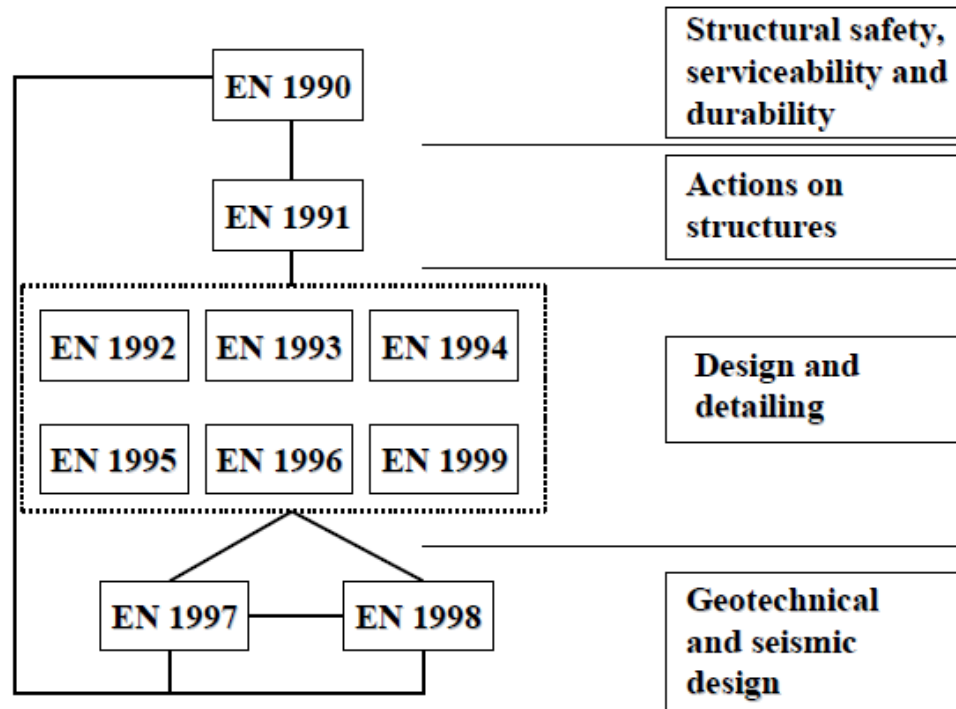 EN 1990
Structural safety,
serviceability and
durability
EN 1991
Actions on
structures
EN 1992
EN 1993
EN 1994
EN 1995
EN 1996
EN 1999
Design and
detailing
EN 1997
EN 1998
Geotechnical
and seismic
design